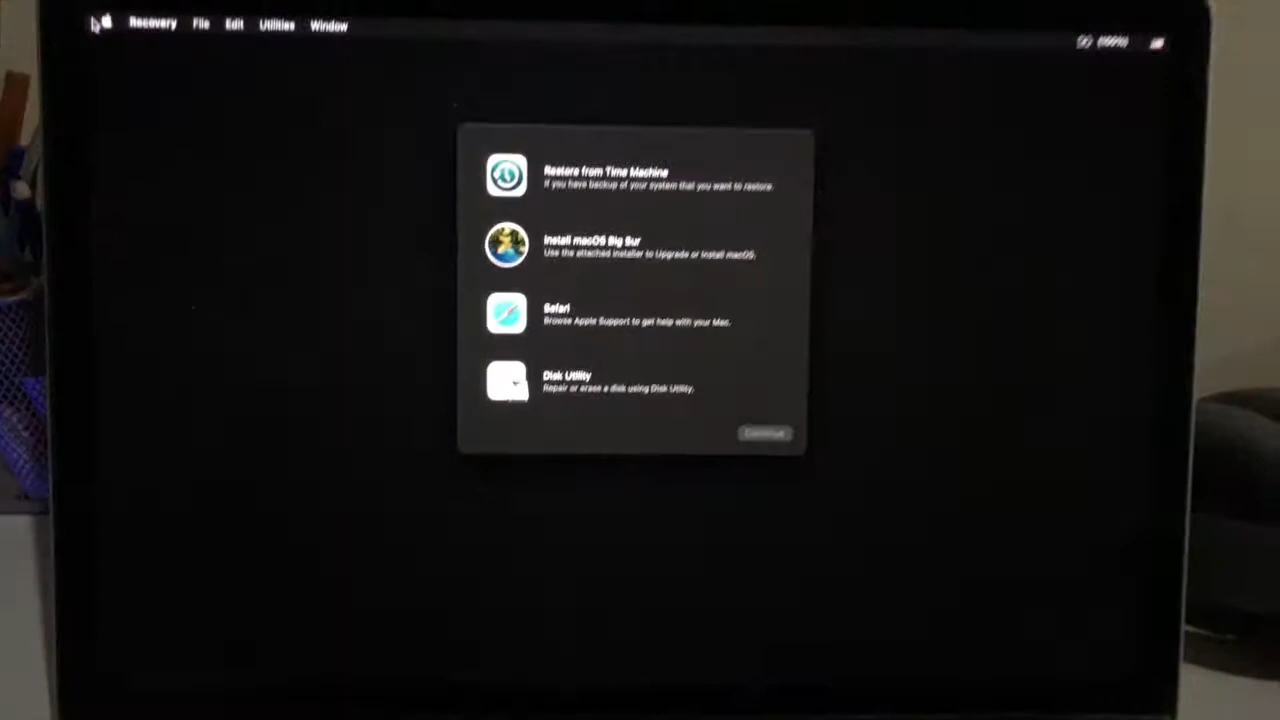 Recovery File Edit Utilities Window
(100%)
Restore from Time Machine
If you have backup of your system that you want to restore.
Install macOS Big Sur
Use the attached installer to Upgrade or Install macOS.
Safari
Browse Apple Support to get help with your Mac.
Disk Utility
Repair or erase a disk using Disk Utility.
Continue